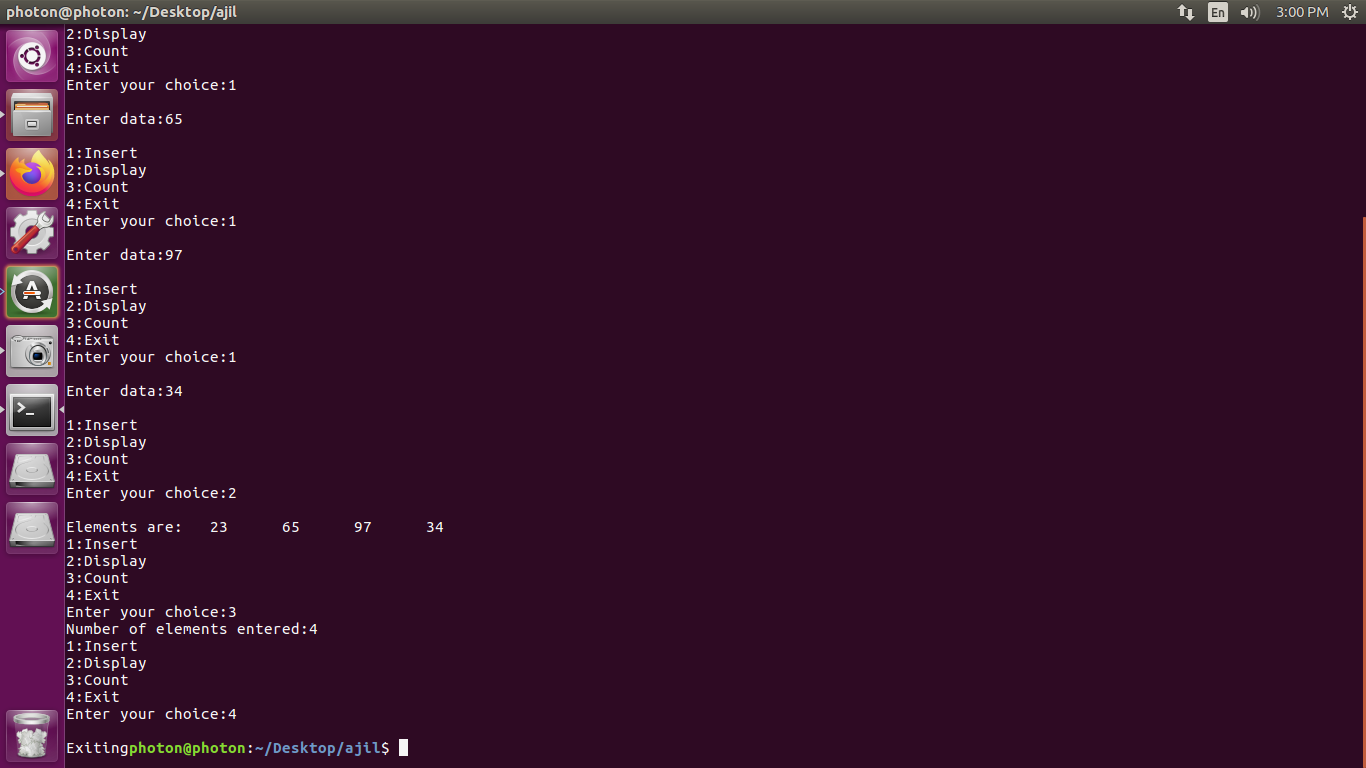 photon@photon: ~/Desktop/ajil
En
3:00 PM
2:Display
3:Count
4:Exit
Enter your choice:1
Enter data:65
1:Insert
2:Display
3:Count
4:Exit
Enter your choice:1
Enter data:97
1:Insert
2:Display
3:Count
4:Exit
Enter your choice:1
Enter data:34
1:Insert
2:Display
3:Count
4:Exit
Enter your choice:2
Elements are:   23      65      97      34
1:Insert
2:Display
3:Count
4:Exit
Enter your choice:3
Number of elements entered:4
1:Insert
2:Display
3:Count
4:Exit
Enter your choice:4
Exitingphoton@photon:~/Desktop/ajil$